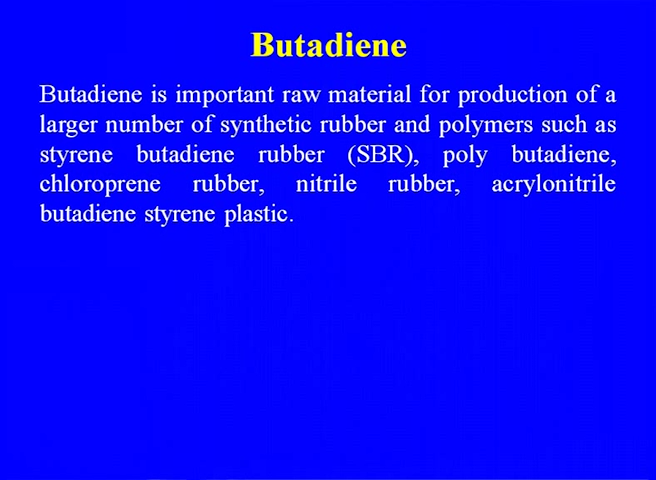 Butadiene
Butadiene is important raw material for production of a
larger number of synthetic rubber and polymers such as
styrene butadiene rubber (SBR), poly butadiene,
chloroprene rubber, nitrile rubber, acrylonitrile
butadiene styrene plastic.